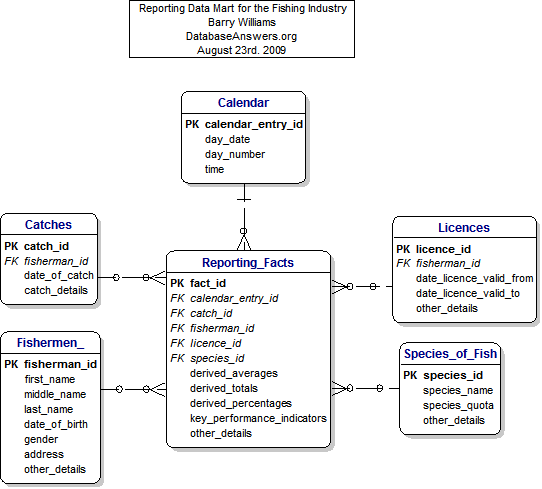 Reporting Data Mart for the Fishing Industry
Barry Williams
DatabaseAnswers.org
August 23rd. 2009
Calendar
PK calendar_entry_id
day_date
day_number
time
Catches
PK catch_id
FK fisherman_id
date_of_catch
catch_details
Reporting_Facts
PK fact_id
FK calendar_entry_id
FK catch_id
FK fisherman_id
FK licence_id
FK species_id
derived_averages
derived_totals
derived_percentages
key_performance_indicators
other_details
Licences
PK licence_id
FK fisherman_id
date_licence_valid_from
date_licence_valid_to
other_details
Fishermen_
PK fisherman_id
first_name
middle_name
last_name
date_of_birth
gender
address
other_details
Species_of_Fish
PK species_id
species_name
species_quota
other_details